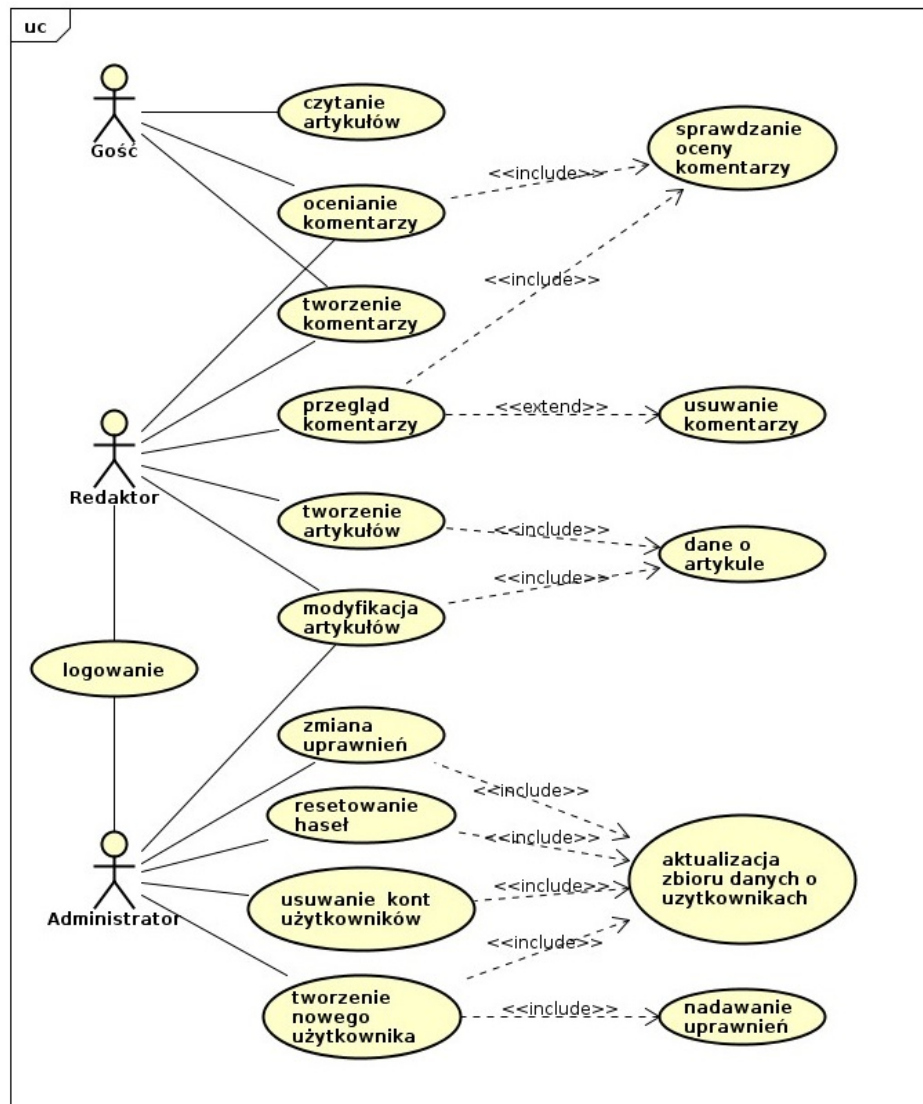 uc
czytanie
artykułów
Gość
sprawdzanie
oceny
komentarzy
<<include>>
ocenianie
komentarzy
<<include>>
tworzenie
komentarzy
przegląd
komentarzy
<<extend>>
usuwanie
komentarzy
Redaktor
tworzenie
artykułów
<<include>>
dane o
artykule
<<include>>
modyfikacja
artykułów
logowanie
zmiana
uprawnień
<<include>>
resetowanie
haseł
<<include>>
aktualizacja
zbioru danych o
uzytkownikach
Administrator
usuwanie kont
użytkowników
<<include>>
<<include>>
tworzenie
nowego
użytkownika
<<include>>
nadawanie
uprawnień